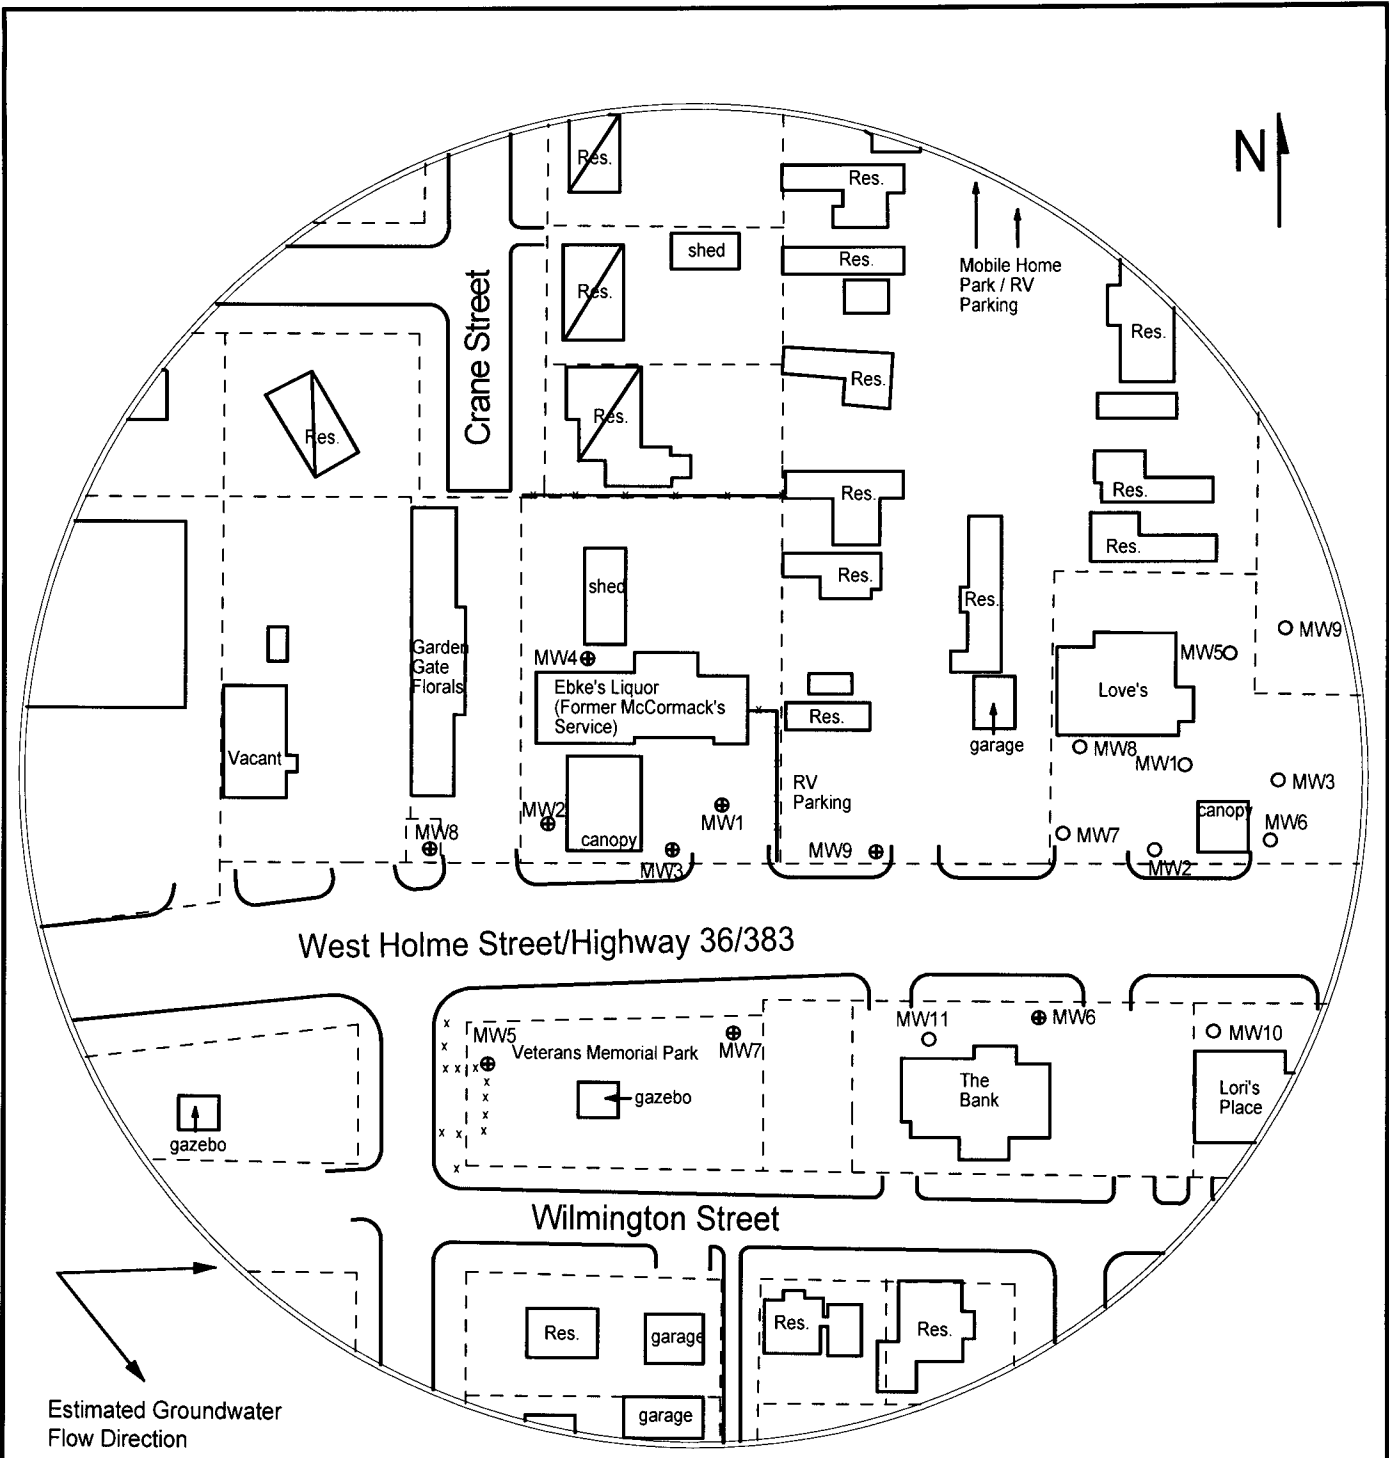 N
Res.
Res.
shed
Res.
Res.
Mobile Home
Park / RV
Parking
Crane Street
Res.
Res.
Res.
Res.
Res.
Res.
Res.
Res.
Res.
shed
Res.
Garden
Gate
Florals
MW4
Ebke's Liquor
(Former McCormack's
Service)
Res.
garage
Love's
MW5
MW9
Vacant
RV
Parking
MW8
MW1
MW3
MW2
canopy
MW1
MW8
MW3
MW9
MW7
canopy
MW6
MW2
West Holme Street/Highway 36/383
MW5
Veterans Memorial Park
MW7
MW11
MW6
MW10
gazebo
The
Bank
Lori's
Place
gazebo
Wilmington Street
Res.
garage
Res.
Res.
garage
Estimated Groundwater
Flow Direction